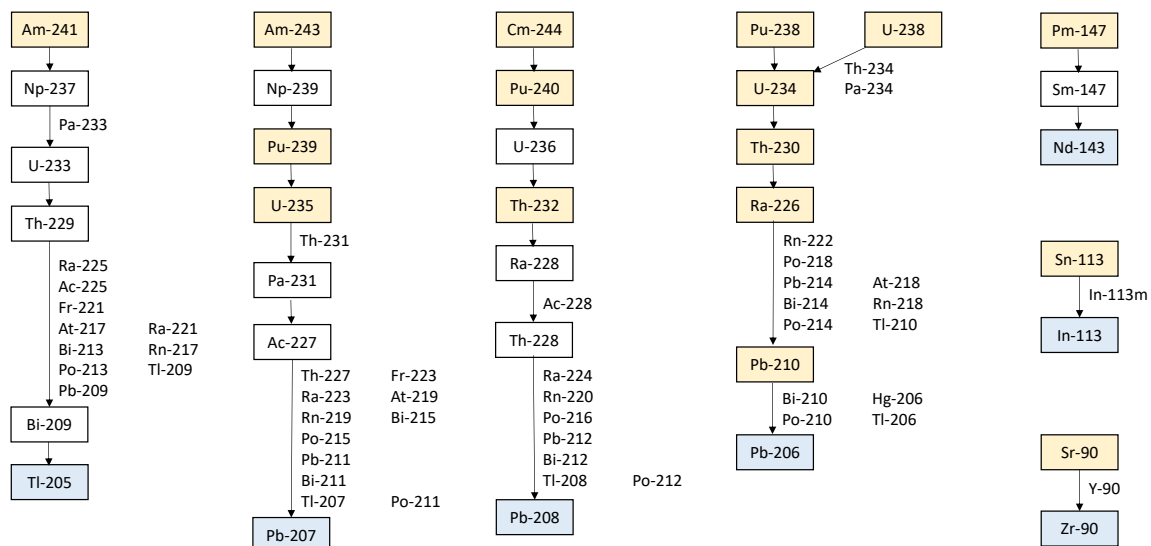 Am-241
Np-237
Pa-233
U-233
Th-229
Ra-225
Ac-225
Fr-221
At-217 Ra-221
Bi-213 Rn-217
Po-213 Tl-209
Pb-209
Bi-209
Tl-205
Am-243
Np-239
Pu-239
U-235
Th-231
Pa-231
Ac-227
Th-227 Fr-223
Ra-223 At-219
Rn-219 Bi-215
Po-215
Pb-211
Bi-211
Tl-207 Po-211
Pb-207
Cm-244
Pu-240
U-236
Th-232
Ra-228
Ac-228
Th-228
Ra-224
Rn-220
Po-216
Pb-212
Bi-212
Tl-208 Po-212
Pb-208
Pu-238 U-238
Th-234
Pa-234
U-234
Th-230
Ra-226
Rn-222
Po-218
Pb-214 At-218
Bi-214 Rn-218
Po-214 Tl-210
Pb-210
Bi-210 Hg-206
Po-210 Tl-206
Pb-206
Pm-147
Sm-147
Nd-143
Sn-113
In-113m
In-113
Sr-90
Y-90
Zr-90